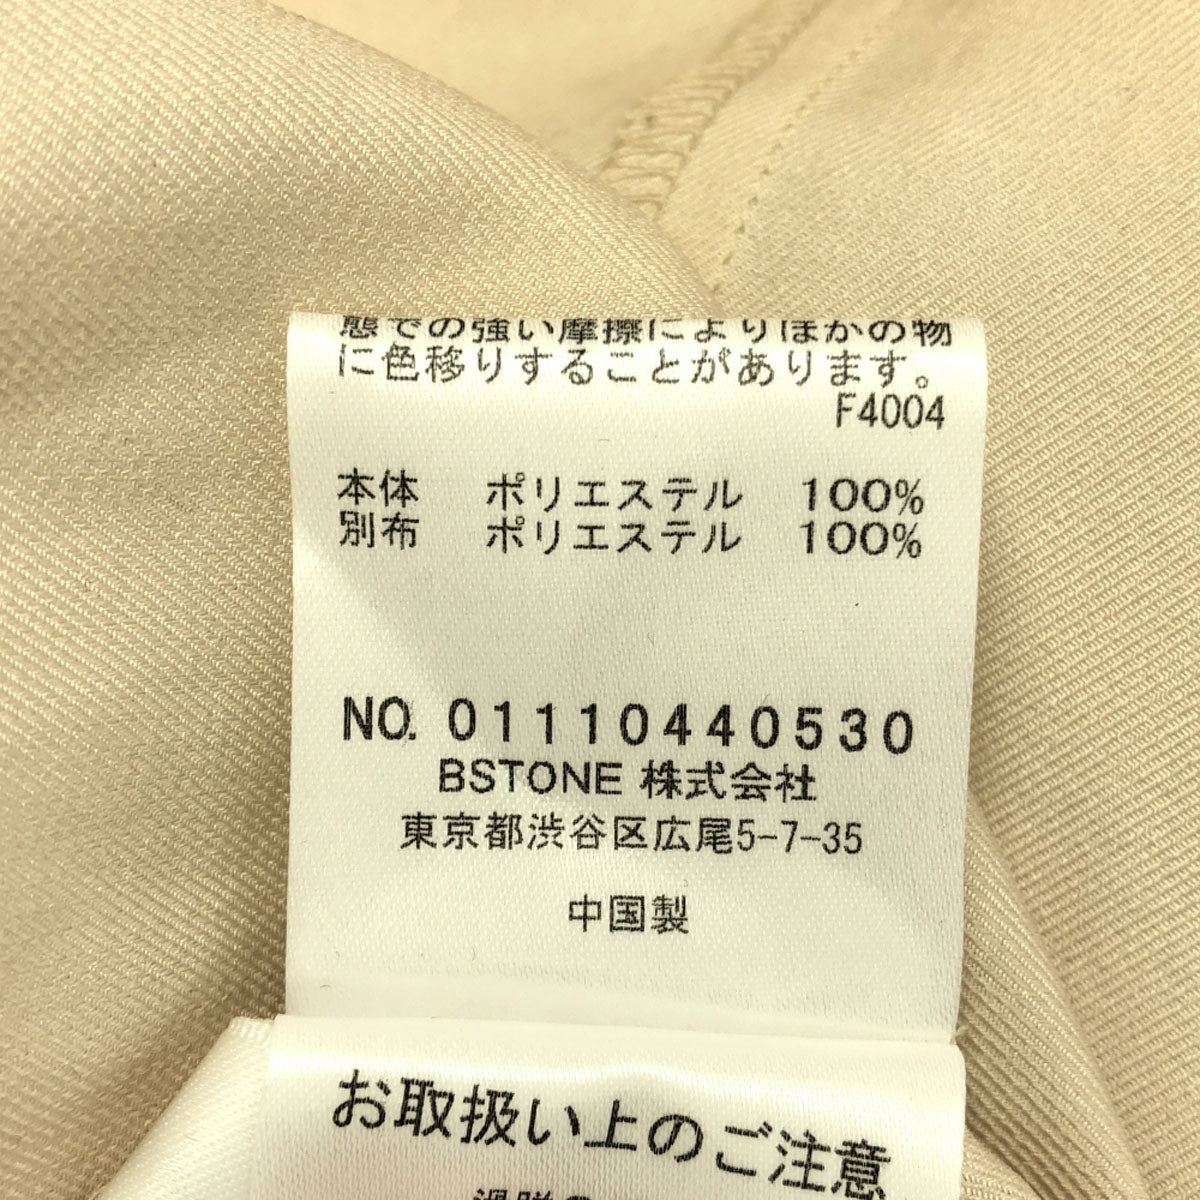 態での強い摩擦によりほかの物
に色移りすることがあります。
F4004
本体 ポリエステル 100%
別布 ポリエステル 100%
NO. 01110440530
BSTONE 株式会社
東京都渋谷区広尾5-7-35
中国製
お取扱い上のご注意